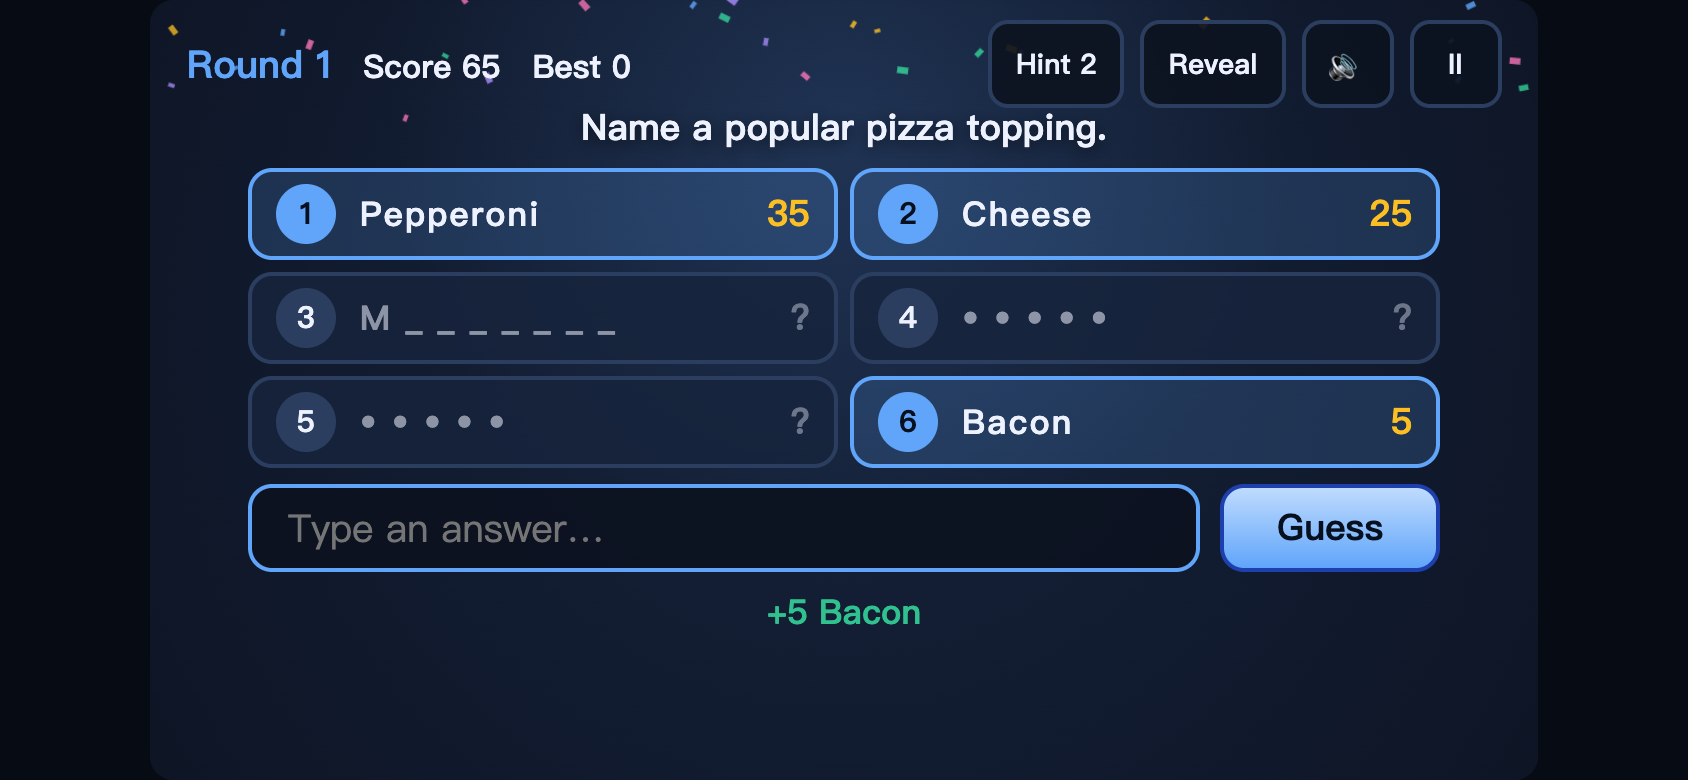 Round 1 Score 65 Best 0 Hint 2 Reveal 🔊 II
Name a popular pizza topping.
1 Pepperoni 35
2 Cheese 25
3 M _ _ _ _ _ _ _ ?
4 • • • • • ?
5 • • • • • ?
6 Bacon 5
Type an answer...
Guess
+5 Bacon